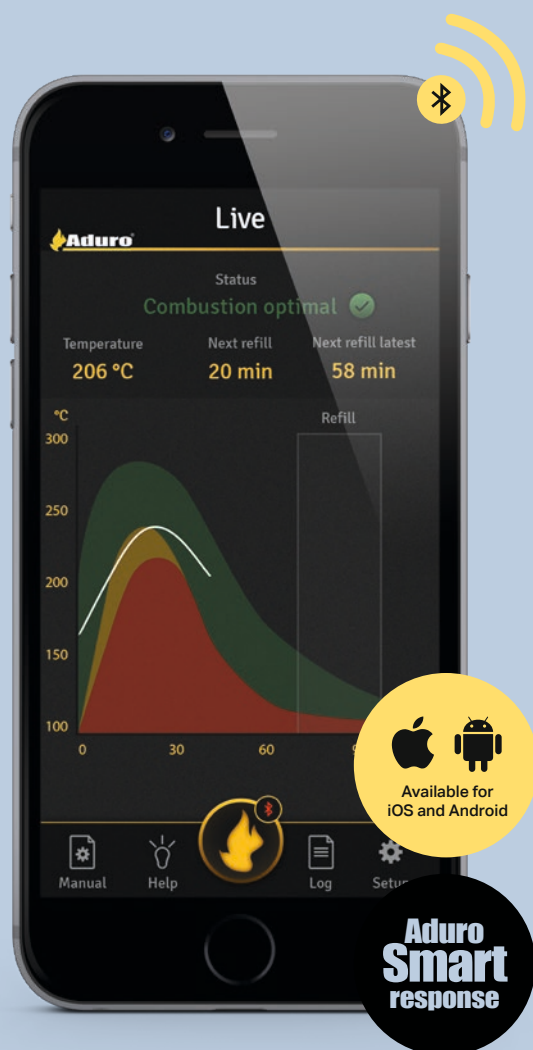 Live
Aduro
Status
Combustion optimal
Temperature Next refill Next refill latest
206 °C 20 min 58 min
°C
Refill
300
250
200
150
100
0 30 60
Available for
iOS and Android
Manual Help Log
Aduro
Smart
response